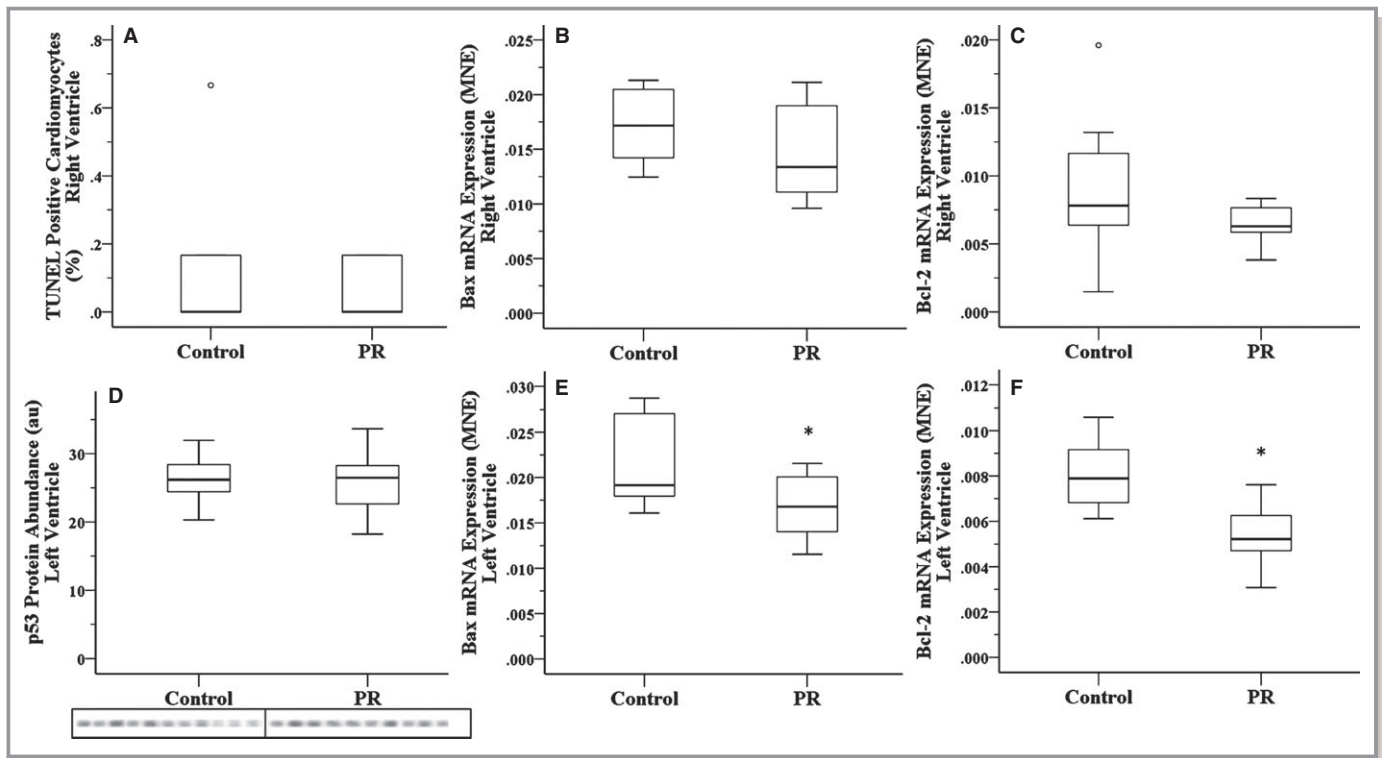 A
TUNEL Positive Cardiomyocytes
Right Ventricle
(%)
.8
.6
.4
.2
.0
Control PR
B
Bax mRNA Expression (MNE)
Right Ventricle
.025
.020
.015
.010
.005
.000
Control PR
C
Bcl-2 mRNA Expression (MNE)
Right Ventricle
.020
.015
.010
.005
.000
Control PR
D
p53 Protein Abundance (au)
Left Ventricle
30
20
10
0
Control PR
E
Bax mRNA Expression (MNE)
Left Ventricle
.030
.025
.020
.015
.010
.005
.000
*
Control PR
F
Bcl-2 mRNA Expression (MNE)
Left Ventricle
.012
.010
.008
.006
.004
.002
.000
*
Control PR